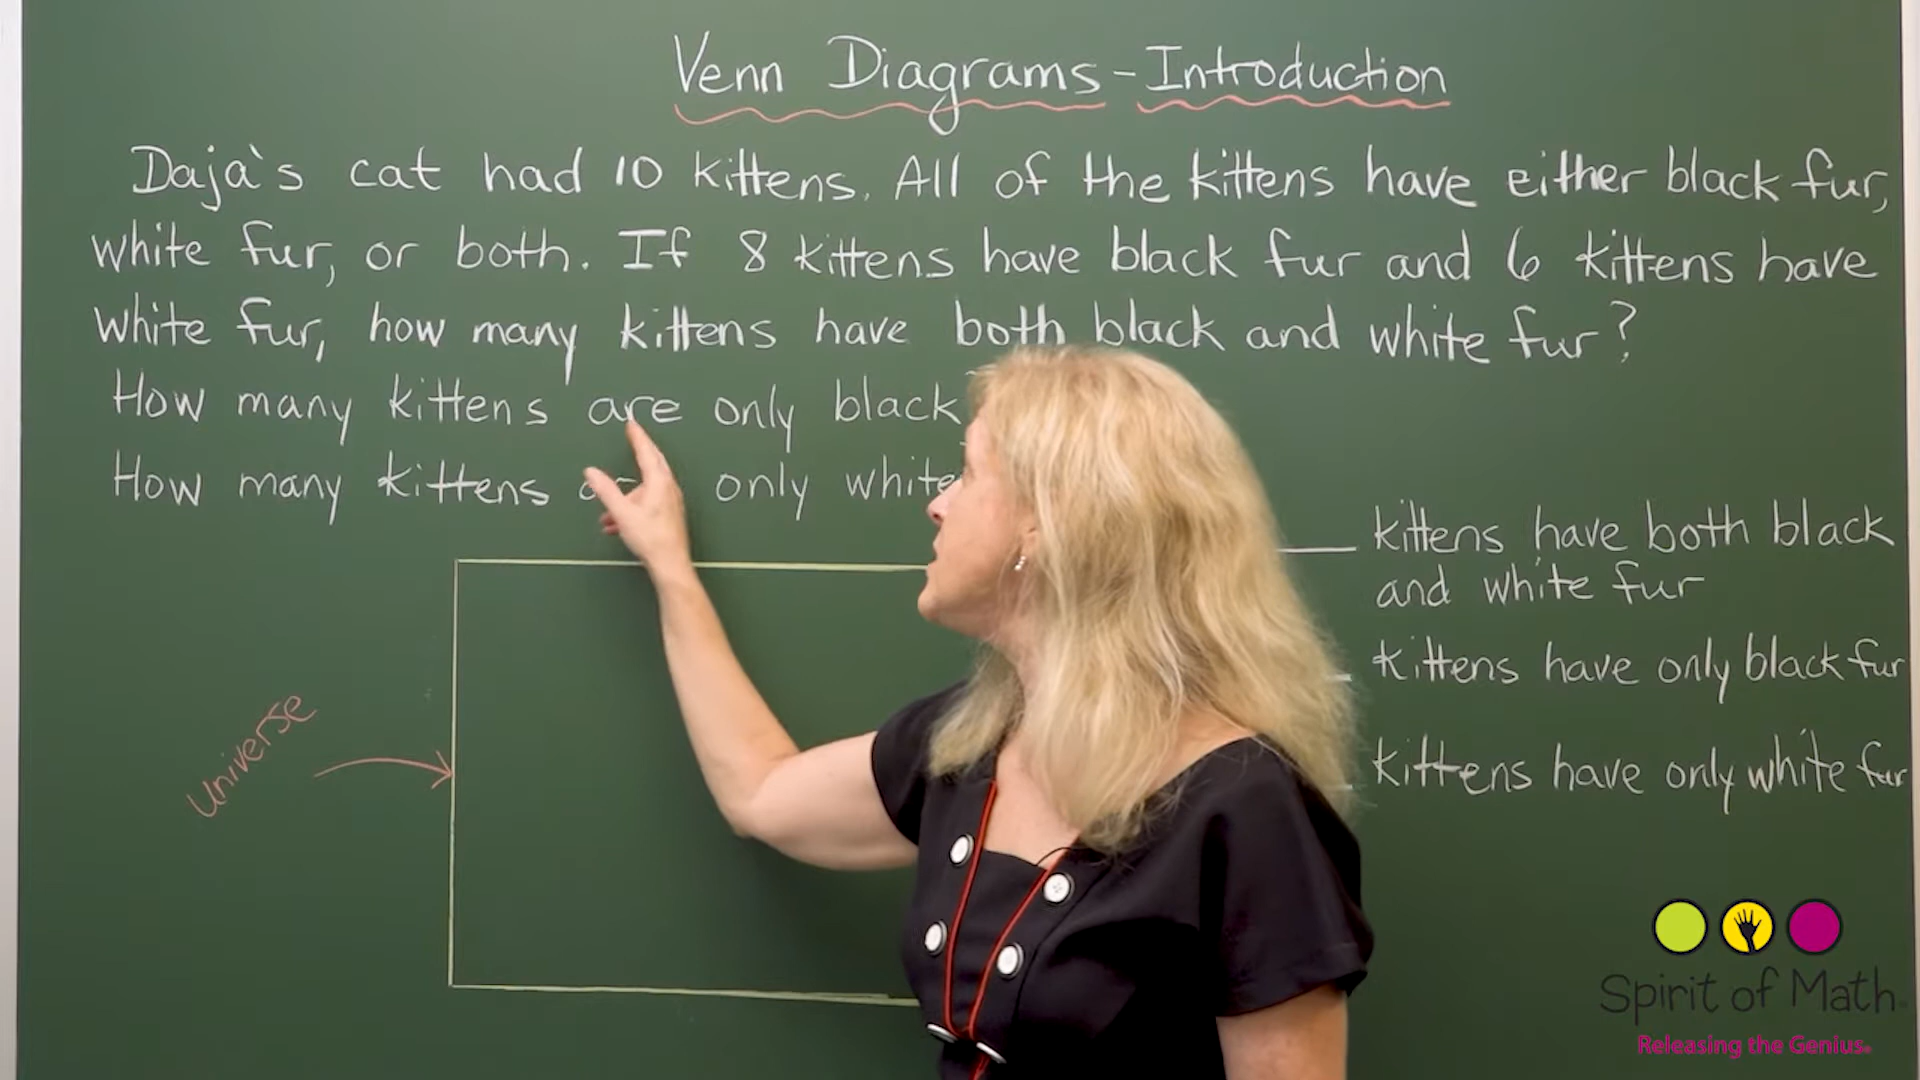 Venn Diagrams - Introduction
Daja's cat had 10 kittens. All of the kittens have either black fur,
white fur, or both. If 8 kittens have black fur and 6 kittens have
white fur, how many kittens have both black and white fur?
How many kittens are only black
How many kittens only white
kittens have both black
and white fur
kittens have only black fur
kittens have only white fur
universe
Spirit of Math
Releasing the Genius